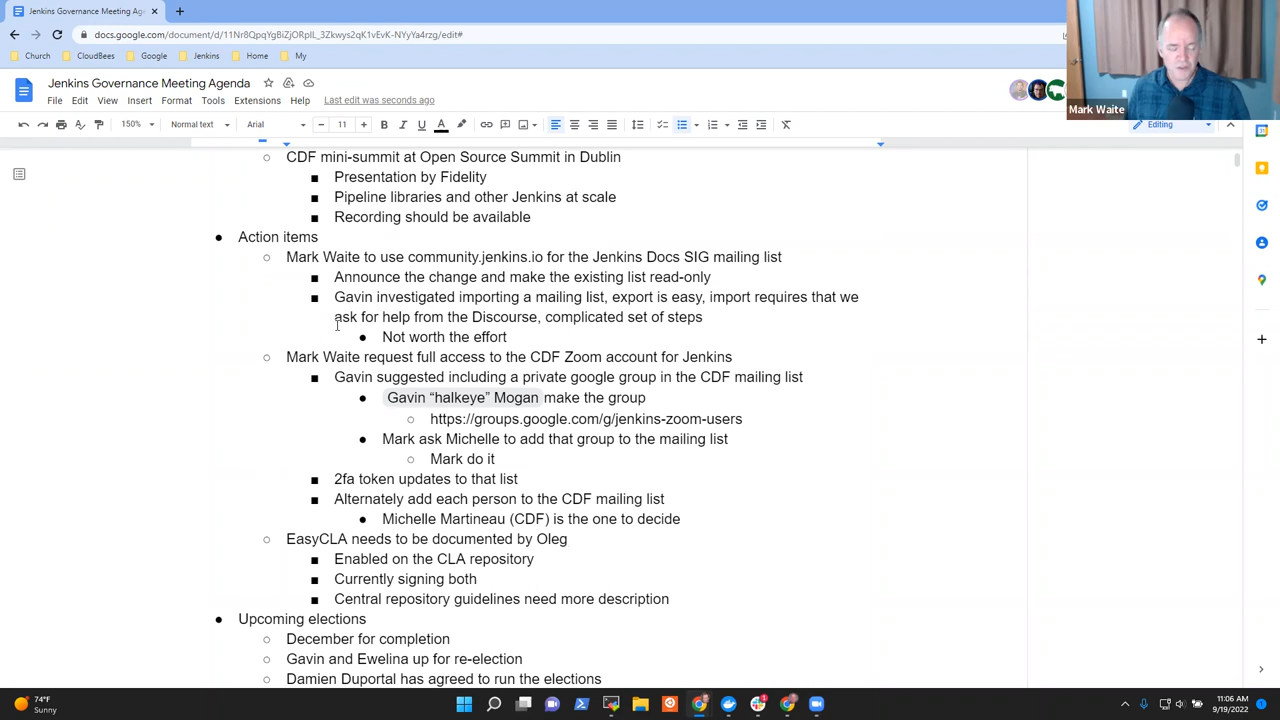 Jenkins Governance Meeting Age
docs.google.com/document/d/11Nr8QpqYgBiZjORpIL_3Zkwys2qK1vEvK-NYyYa4rzg/edit#
Church
CloudBees
Google
Jenkins
Home
My
Jenkins Governance Meeting Agenda
File Edit View Insert Format Tools Extensions Help Last edit was seconds ago
Mark Waite
150% Normal text Arial 11 Editing
CDF mini-summit at Open Source Summit in Dublin
Presentation by Fidelity
Pipeline libraries and other Jenkins at scale
Recording should be available
Action items
Mark Waite to use community.jenkins.io for the Jenkins Docs SIG mailing list
Announce the change and make the existing list read-only
Gavin investigated importing a mailing list, export is easy, import requires that we
ask for help from the Discourse, complicated set of steps
Not worth the effort
Mark Waite request full access to the CDF Zoom account for Jenkins
Gavin suggested including a private google group in the CDF mailing list
Gavin “halkeye” Mogan make the group
https://groups.google.com/g/jenkins-zoom-users
Mark ask Michelle to add that group to the mailing list
Mark do it
2fa token updates to that list
Alternately add each person to the CDF mailing list
Michelle Martineau (CDF) is the one to decide
EasyCLA needs to be documented by Oleg
Enabled on the CLA repository
Currently signing both
Central repository guidelines need more description
Upcoming elections
December for completion
Gavin and Ewelina up for re-election
Damien Duportal has agreed to run the elections
74°F
Sunny
11:06 AM
9/19/2022